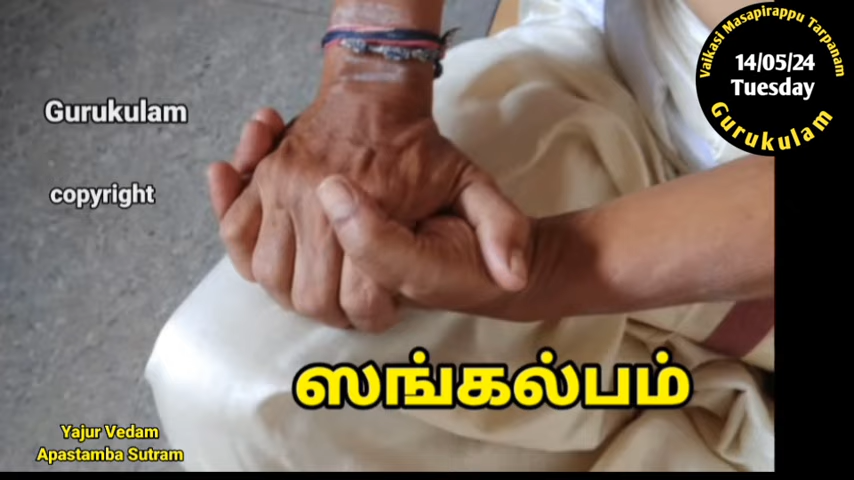 Vaikasi Masapirappu Tarpanam
14/05/24
Tuesday
Gurukulam
Gurukulam
copyright
ஸங்கல்பம்
Yajur Vedam
Apastamba Sutram